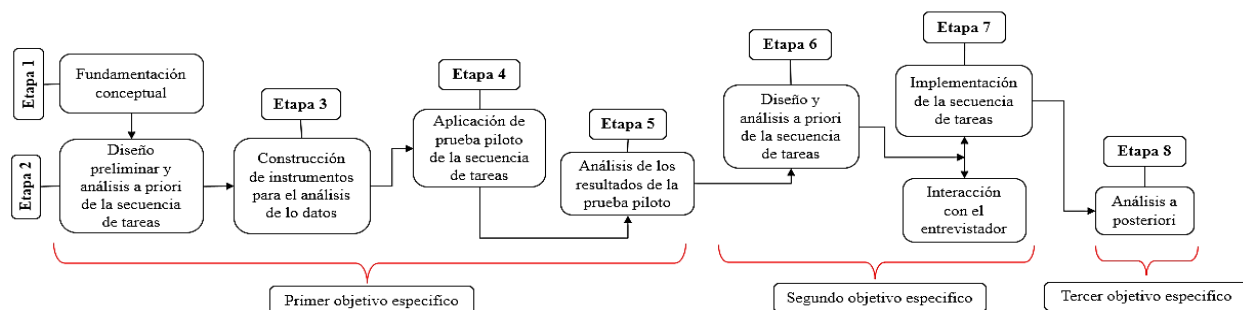 Etapa 1
Fundamentación
conceptual
Etapa 2
Diseño
preliminar y
análisis a priori
de la secuencia
de tareas
Etapa 3
Construcción
de instrumentos
para el análisis
de lo datos
Etapa 4
Aplicación de
prueba piloto
de la secuencia
de tareas
Etapa 5
Análisis de los
resultados de la
prueba piloto
Etapa 6
Diseño y
análisis a priori
de la secuencia
de tareas
Etapa 7
Implementación
de la secuencia
de tareas
Interacción
con el
entrevistador
Etapa 8
Análisis a
posteriori
Primer objetivo especifico
Segundo objetivo especifico
Tercer objetivo especifico